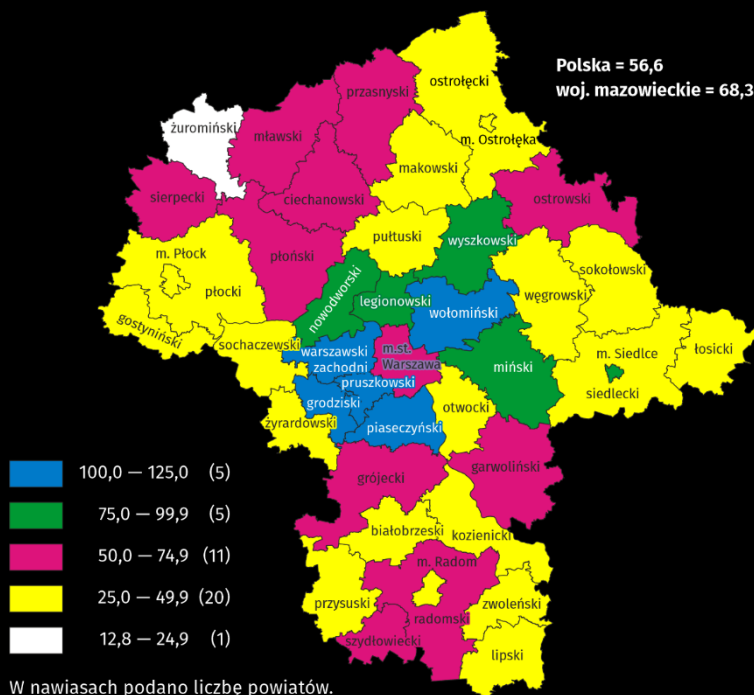 Polska = 56,6
woj. mazowieckie = 68,3
ostrołęcki
przasnyski
żuromiński
mławski
m. Ostrołęka
makowski
sierpecki
ciechanowski
ostrowski
pułtuski
wyszkowski
m. Płock
płoński
sokołowski
płocki
nowodworski
legionowski
węgrowski
gostyniński
wołomiński
sochaczewski
warszawski
zachodni
m.st.
Warszawa
m. Siedlce
łosicki
miński
pruszkowski
siedlecki
grodziski
otwocki
żyrardowski
piaseczyński
garwoliński
grójecki
białobrzeski
kozienicki
m. Radom
przysuski
zwoleński
radomski
szydłowiecki
lipski
100,0 — 125,0 (5)
75,0 — 99,9 (5)
50,0 — 74,9 (11)
25,0 — 49,9 (20)
12,8 — 24,9 (1)
W nawiasach podano liczbę powiatów.